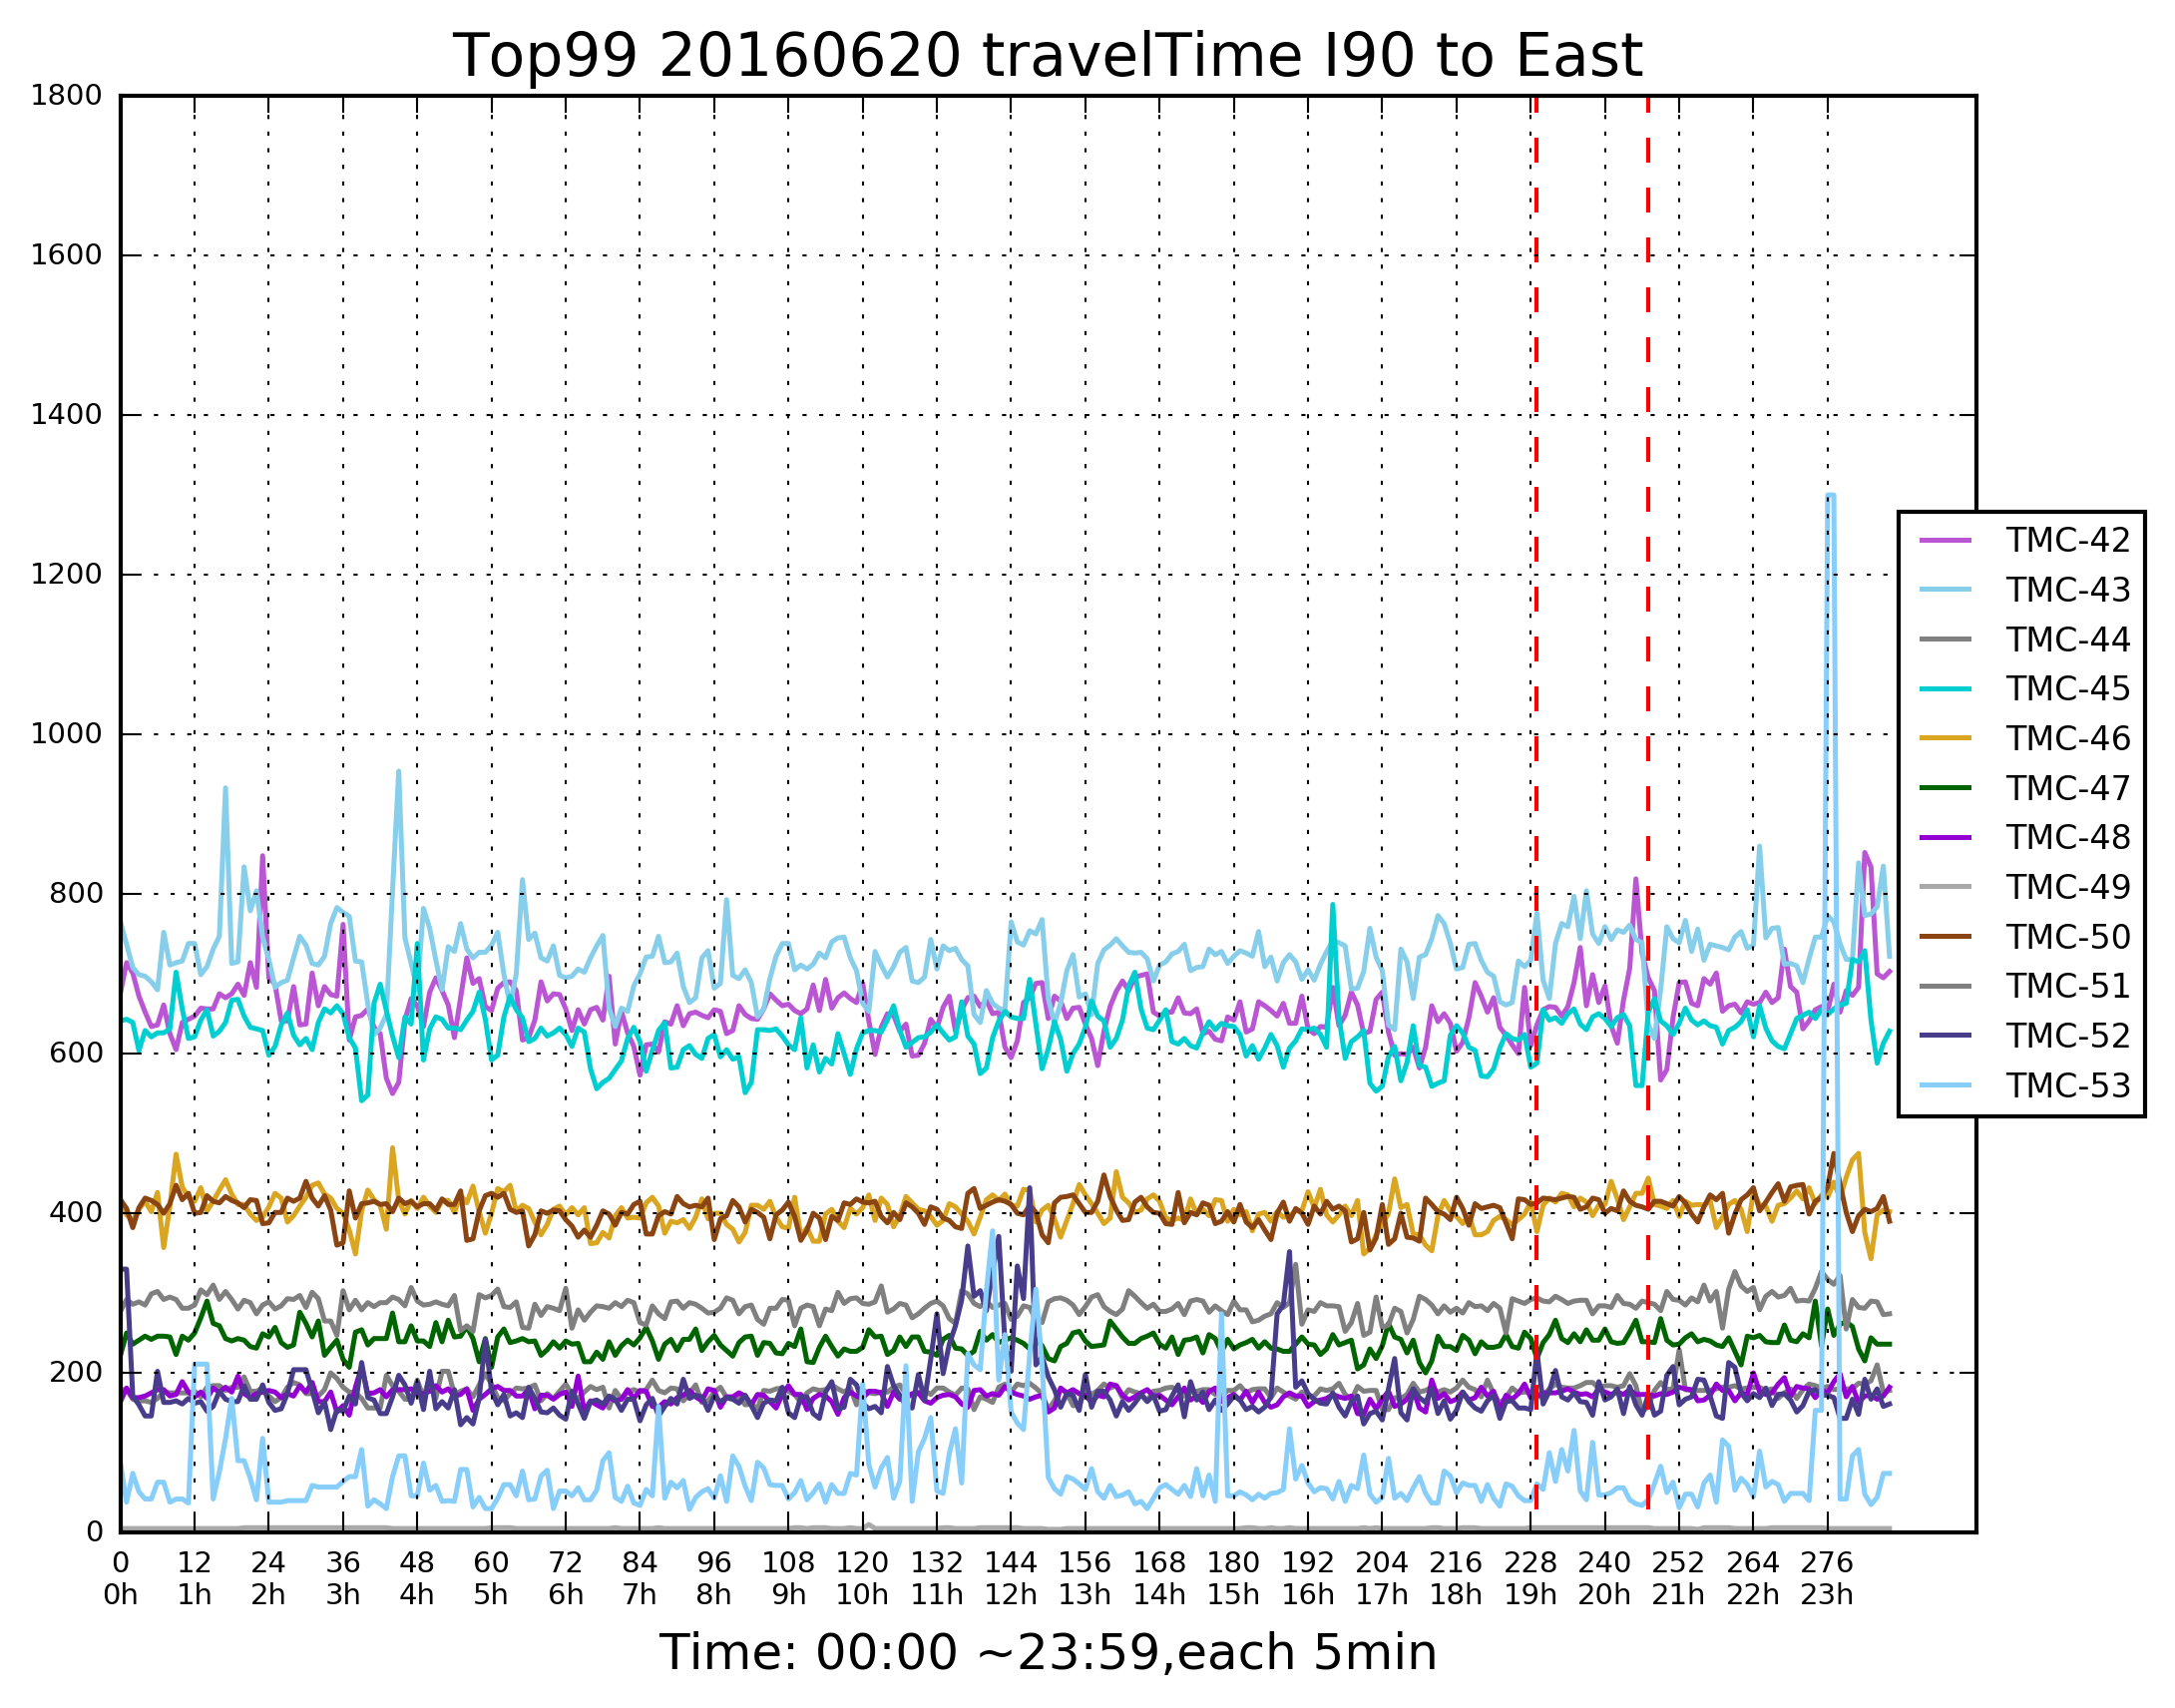 Top99 20160620 travelTime I90 to East
1800
1600
1400
1200
1000
800
600
400
200
0
TMC-42
TMC-43
TMC-44
TMC-45
TMC-46
TMC-47
TMC-48
TMC-49
TMC-50
TMC-51
TMC-52
TMC-53
0 12 24 36 48 60 72 84 96 108 120 132 144 156 168 180 192 204 216 228 240 252 264 276
0h 1h 2h 3h 4h 5h 6h 7h 8h 9h 10h 11h 12h 13h 14h 15h 16h 17h 18h 19h 20h 21h 22h 23h
Time: 00:00 ~23:59,each 5min